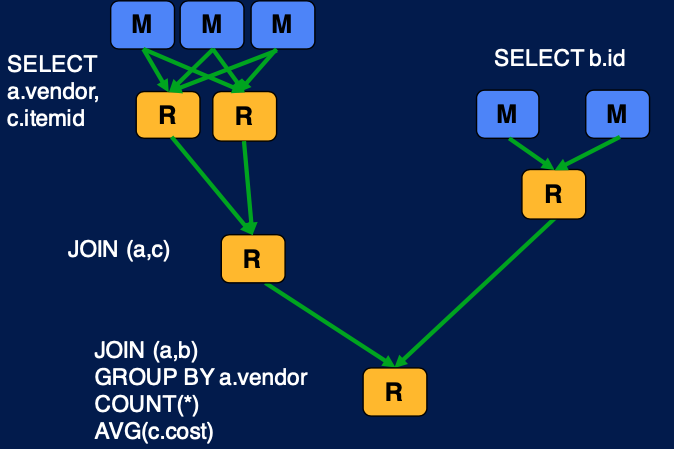 M M M
SELECT
a.vendor,
c.itemid
R R
SELECT b.id
M M
R
JOIN (a,c)
R
JOIN (a,b)
GROUP BY a.vendor
COUNT(*)
AVG(c.cost)
R